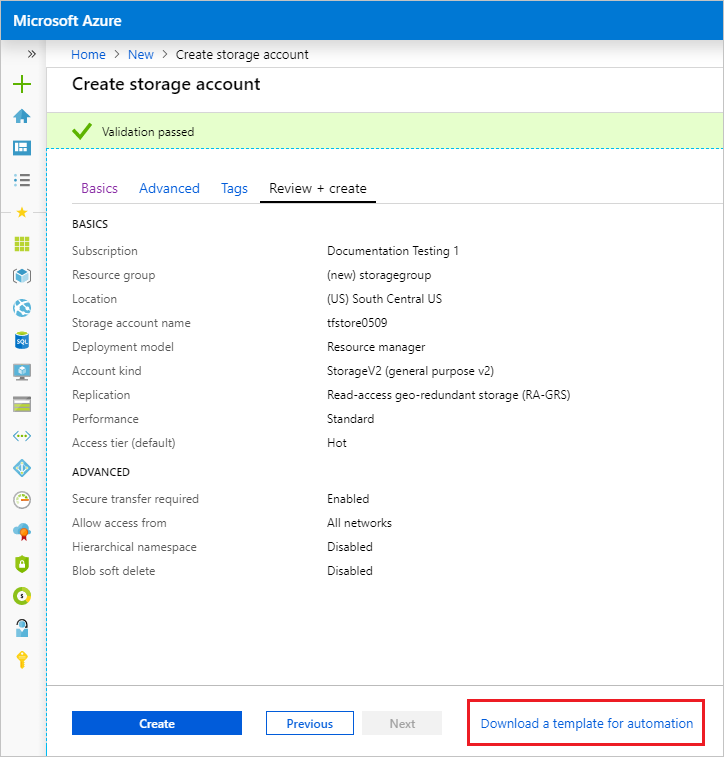 Microsoft Azure
» Home > New > Create storage account
Create storage account
Validation passed
Basics Advanced Tags Review + create
BASICS
Subscription Documentation Testing 1
Resource group (new) storagegroup
Location (US) South Central US
Storage account name tfstore0509
Deployment model Resource manager
Account kind StorageV2 (general purpose v2)
Replication Read-access geo-redundant storage (RA-GRS)
Performance Standard
Access tier (default) Hot
ADVANCED
Secure transfer required Enabled
Allow access from All networks
Hierarchical namespace Disabled
Blob soft delete Disabled
Create Previous Next Download a template for automation
SQL